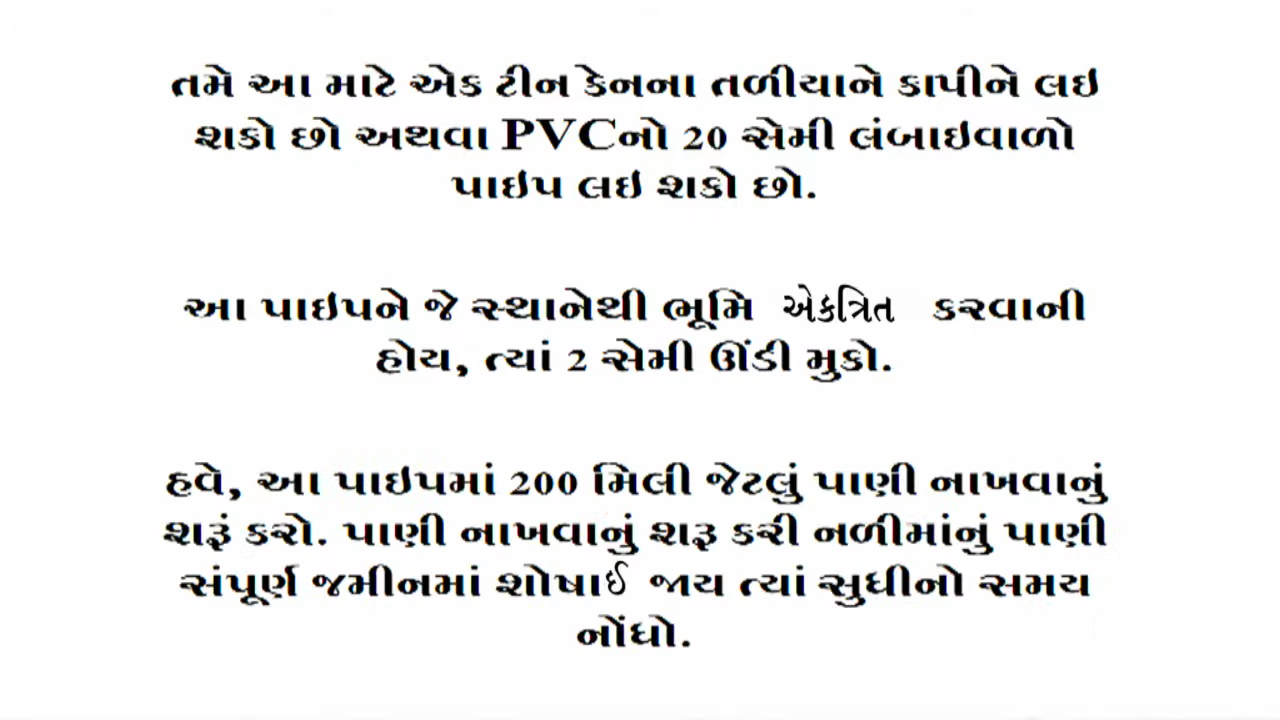 તમે આ માટે એક ટીન કેનના તળીયાને કાપીને લઇ
શકો છો અથવા PVCનો 20 સેમી લંબાઇવાળો
પાઇપ લઇ શકો છો.
આ પાઇપને જે સ્થાનેથી ભૂમિ એકત્રિત કરવાની
હોય, ત્યાં 2 સેમી ઊંડી મુકો.
હવે, આ પાઇપમાં 200 મિલી જેટલું પાણી નાખવાનું
શરૂં કરો. પાણી નાખવાનું શરૂ કરી નળીમાંનું પાણી
સંપૂર્ણ જમીનમાં શોષાઈ જાય ત્યાં સુધીનો સમય
નોંધો.